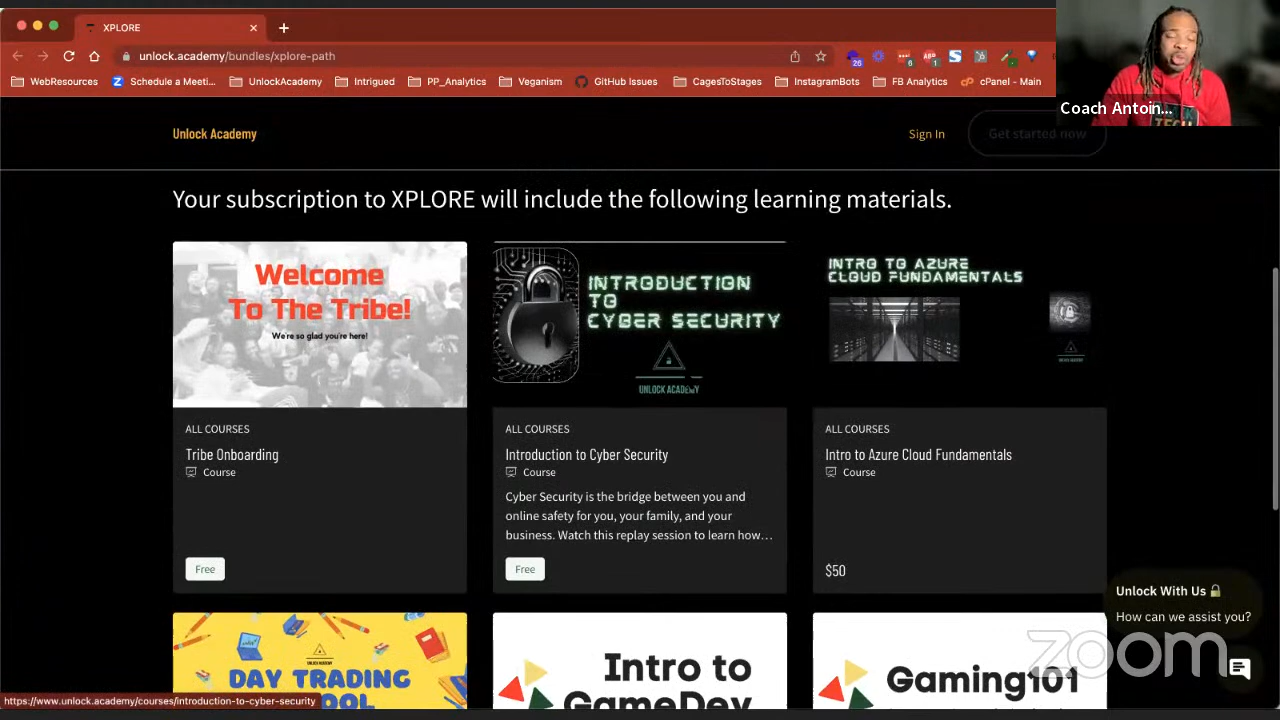 XPLORE
unlock.academy/bundles/xplore-path
26
6
1
WebResources
Schedule a Meeti...
UnlockAcademy
Intrigued
PP_Analytics
Veganism
GitHub Issues
CagesToStages
InstagramBots
FB Analytics
cPanel - Main
Coach Antoin...
TECH
Unlock Academy
Sign In
Get started now
Your subscription to XPLORE will include the following learning materials.
Welcome
To The Tribe!
We're so glad you're here!
INTRODUCTION
TO
CYBER SECURITY
UNLOCK ACADEMY
INTRO TO AZURE
CLOUD FUNDAMENTALS
ALL COURSES
Tribe Onboarding
Course
Free
ALL COURSES
Introduction to Cyber Security
Course
Cyber Security is the bridge between you and
online safety for you, your family, and your
business. Watch this replay session to learn how...
Free
ALL COURSES
Intro to Azure Cloud Fundamentals
Course
$50
Unlock With Us
How can we assist you?
zoom
UNLOCK ACADEMY
DAY TRADING
Intro to
GameDev
Gaming101
https://www.unlock.academy/courses/introduction-to-cyber-security